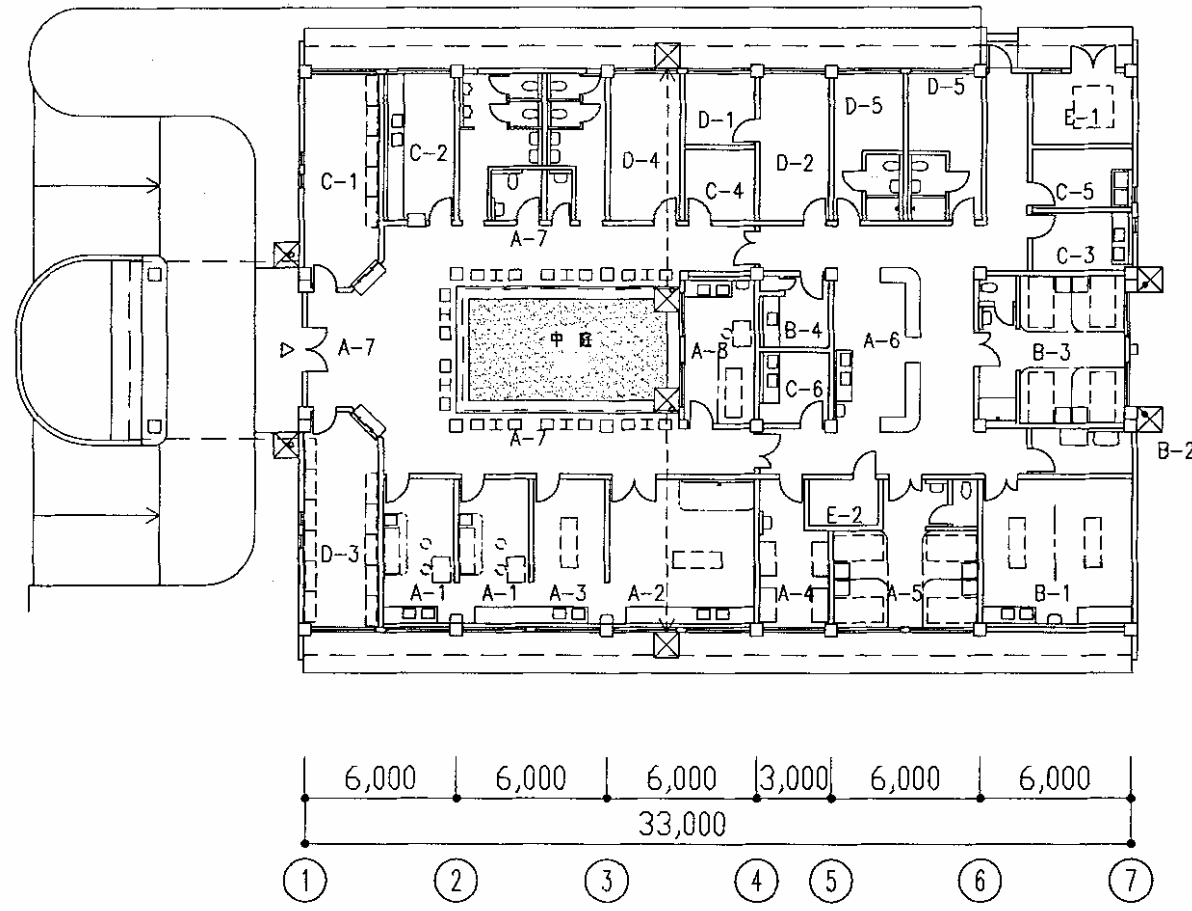 D-5
D-1
D-5
E-1
C-2
D-4
D-2
C-1
C-4
C-5
A-7
C-3
中庭
B-4
A-6
A-7
A-8
B-3
C-6
A-7
B-2
E-2
D-3
A-1
A-1
A-3
A-2
A-4
A-5
B-1
6,000 6,000 6,000 3,000 6,000 6,000
33,000
1 2 3 4 5 6 7